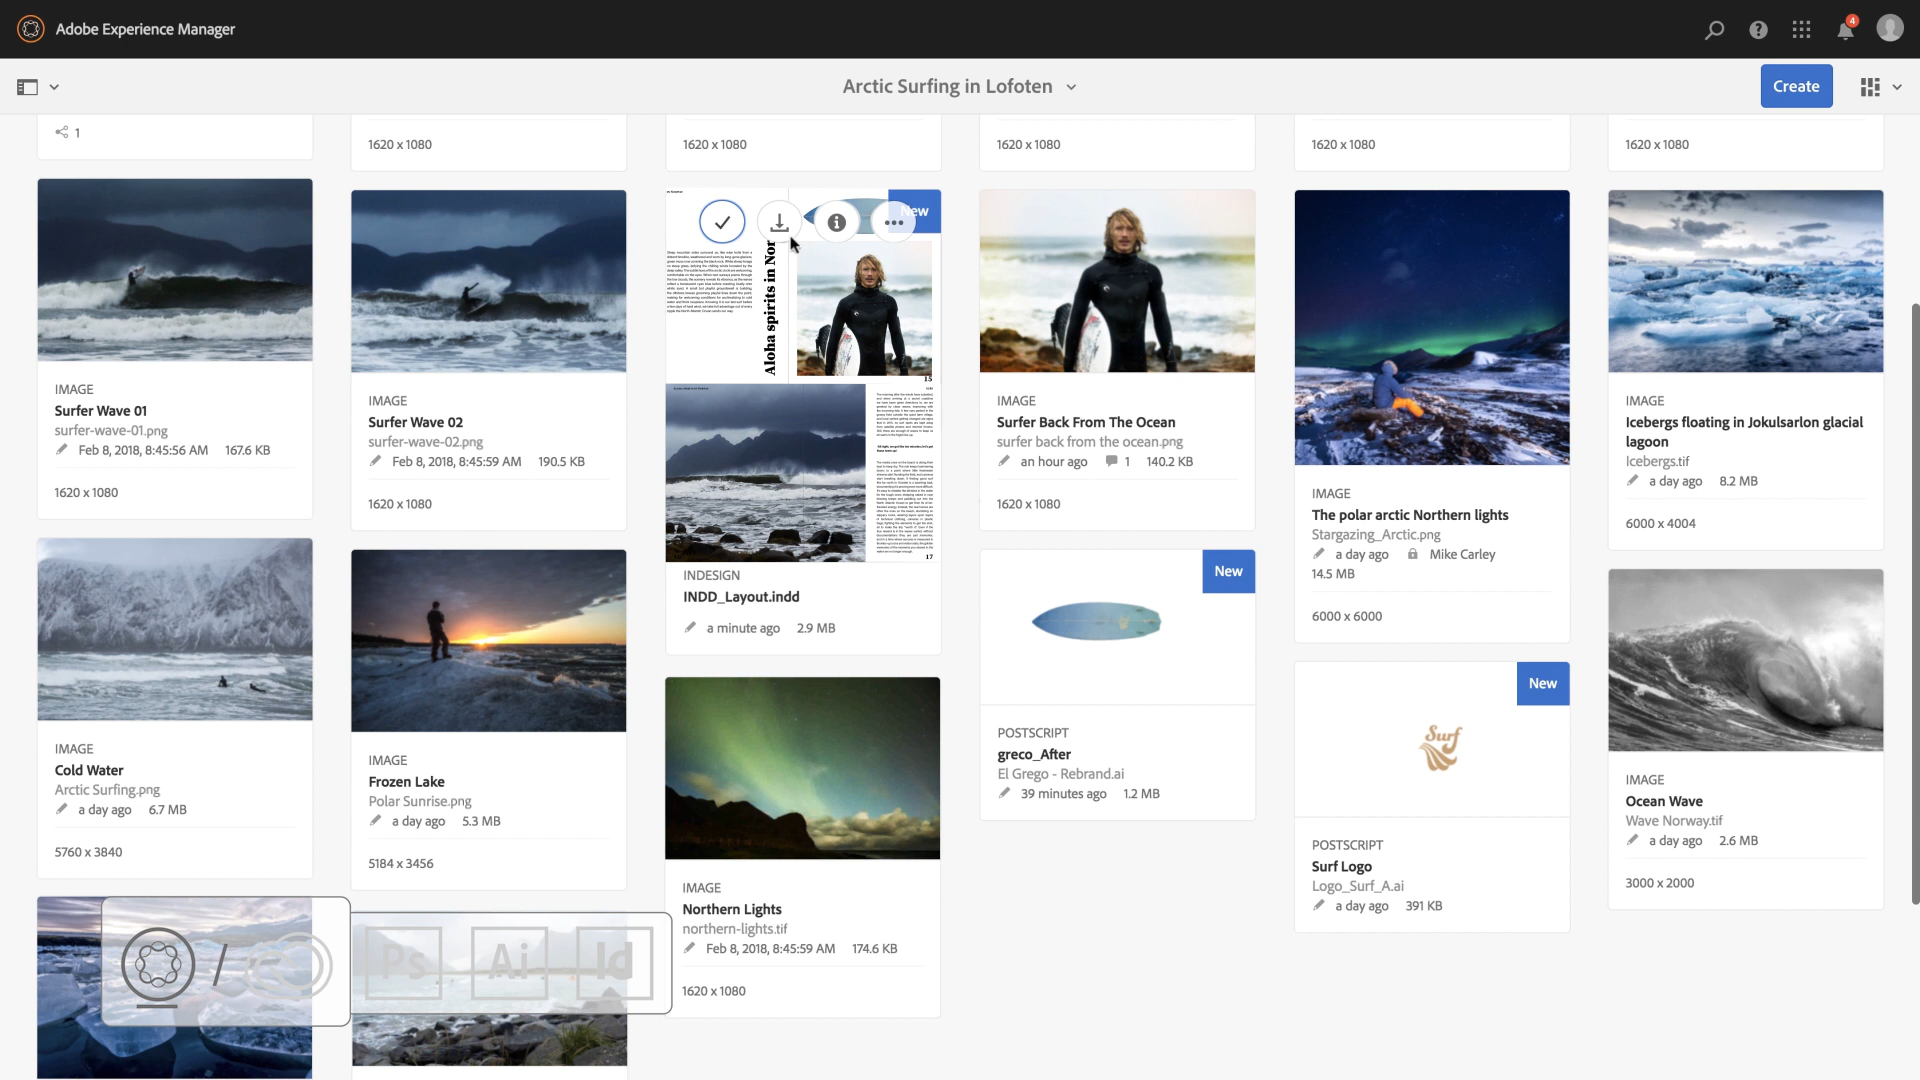 Adobe Experience Manager
4
Arctic Surfing in Lofoten
Create
1
1620 x 1080
1620 x 1080
1620 x 1080
1620 x 1080
1620 x 1080
IMAGE
Surfer Wave 01
surfer-wave-01.png
Feb 8, 2018, 8:45:56 AM 167.6 KB
1620 x 1080
IMAGE
Cold Water
Arctic Surfing.png
a day ago 6.7 MB
5760 x 3840
IMAGE
Surfer Wave 02
surfer-wave-02.png
Feb 8, 2018, 8:45:59 AM 190.5 KB
1620 x 1080
IMAGE
Frozen Lake
Polar Sunrise.png
a day ago 5.3 MB
5184 x 3456
/
Ps Ai Id
New
Aloha spirits in Nor
15
17
INDESIGN
INDD_Layout.indd
a minute ago 2.9 MB
IMAGE
Northern Lights
northern-lights.tif
Feb 8, 2018, 8:45:59 AM 174.6 KB
1620 x 1080
IMAGE
Surfer Back From The Ocean
surfer back from the ocean.png
an hour ago 1 140.2 KB
1620 x 1080
New
POSTSCRIPT
greco_After
El Grego - Rebrand.ai
39 minutes ago 1.2 MB
IMAGE
The polar arctic Northern lights
Stargazing_Arctic.png
a day ago Mike Carley
14.5 MB
6000 x 6000
New
Surf
POSTSCRIPT
Surf Logo
Logo_Surf_A.ai
a day ago 391 KB
IMAGE
Icebergs floating in Jokulsarlon glacial
lagoon
Icebergs.tif
a day ago 8.2 MB
6000 x 4004
IMAGE
Ocean Wave
Wave Norway.tif
a day ago 2.6 MB
3000 x 2000